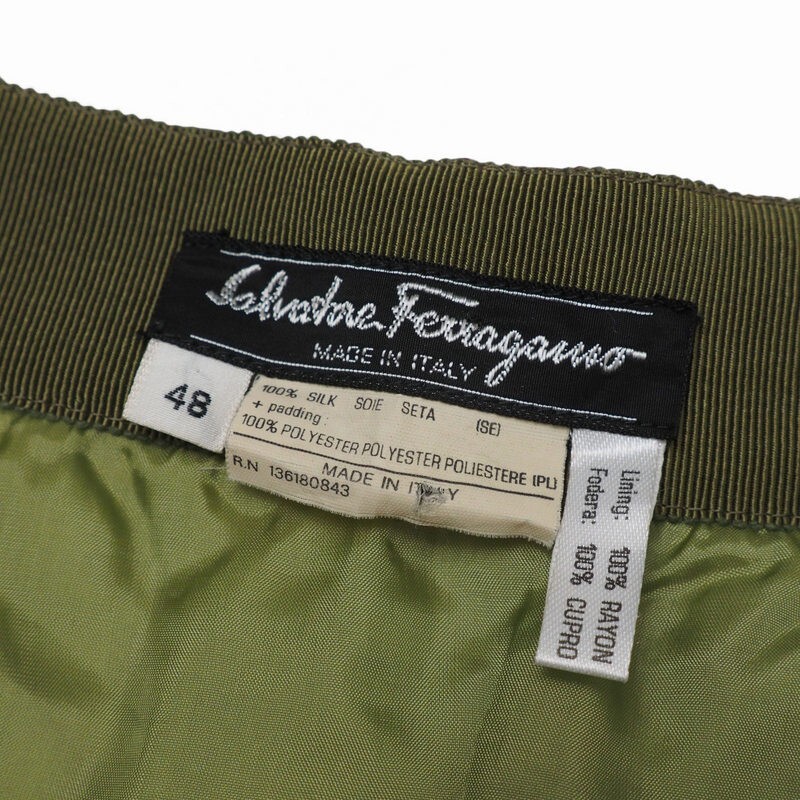 Salvatore Ferragamo
MADE IN ITALY
48
100% SILK SOIE SETA (SE)
+ padding:
100% POLYESTER POLYESTER POLIESTERE (PL)
R.N 136180843 MADE IN ITALY
Lining: 100% RAYON
Fodera: 100% CUPRO